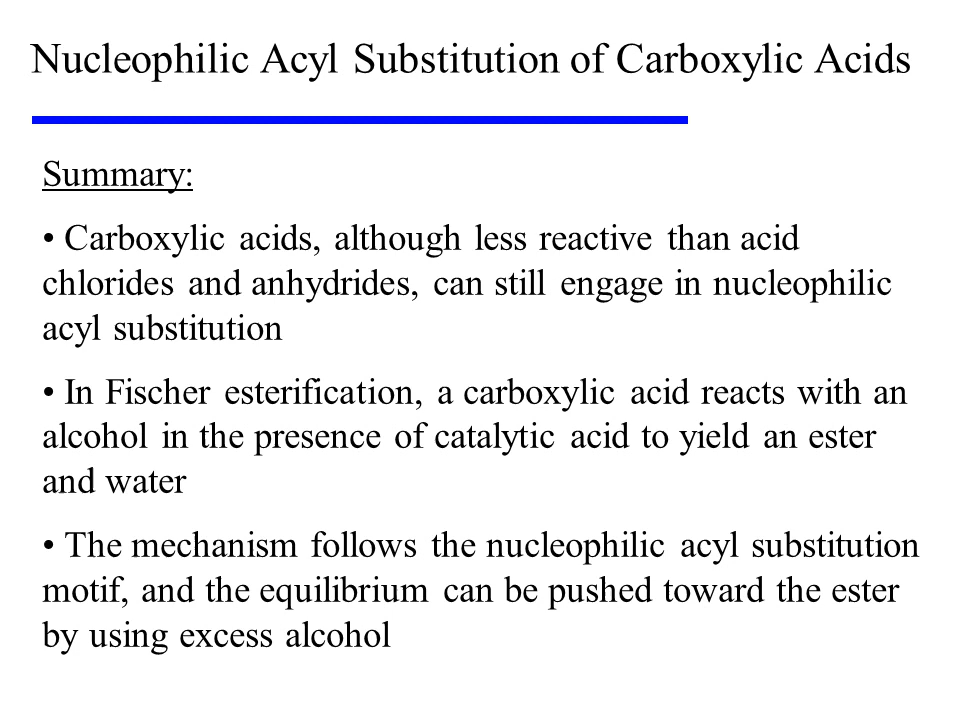 Nucleophilic Acyl Substitution of Carboxylic Acids
Summary:
• Carboxylic acids, although less reactive than acid
chlorides and anhydrides, can still engage in nucleophilic
acyl substitution
• In Fischer esterification, a carboxylic acid reacts with an
alcohol in the presence of catalytic acid to yield an ester
and water
• The mechanism follows the nucleophilic acyl substitution
motif, and the equilibrium can be pushed toward the ester
by using excess alcohol